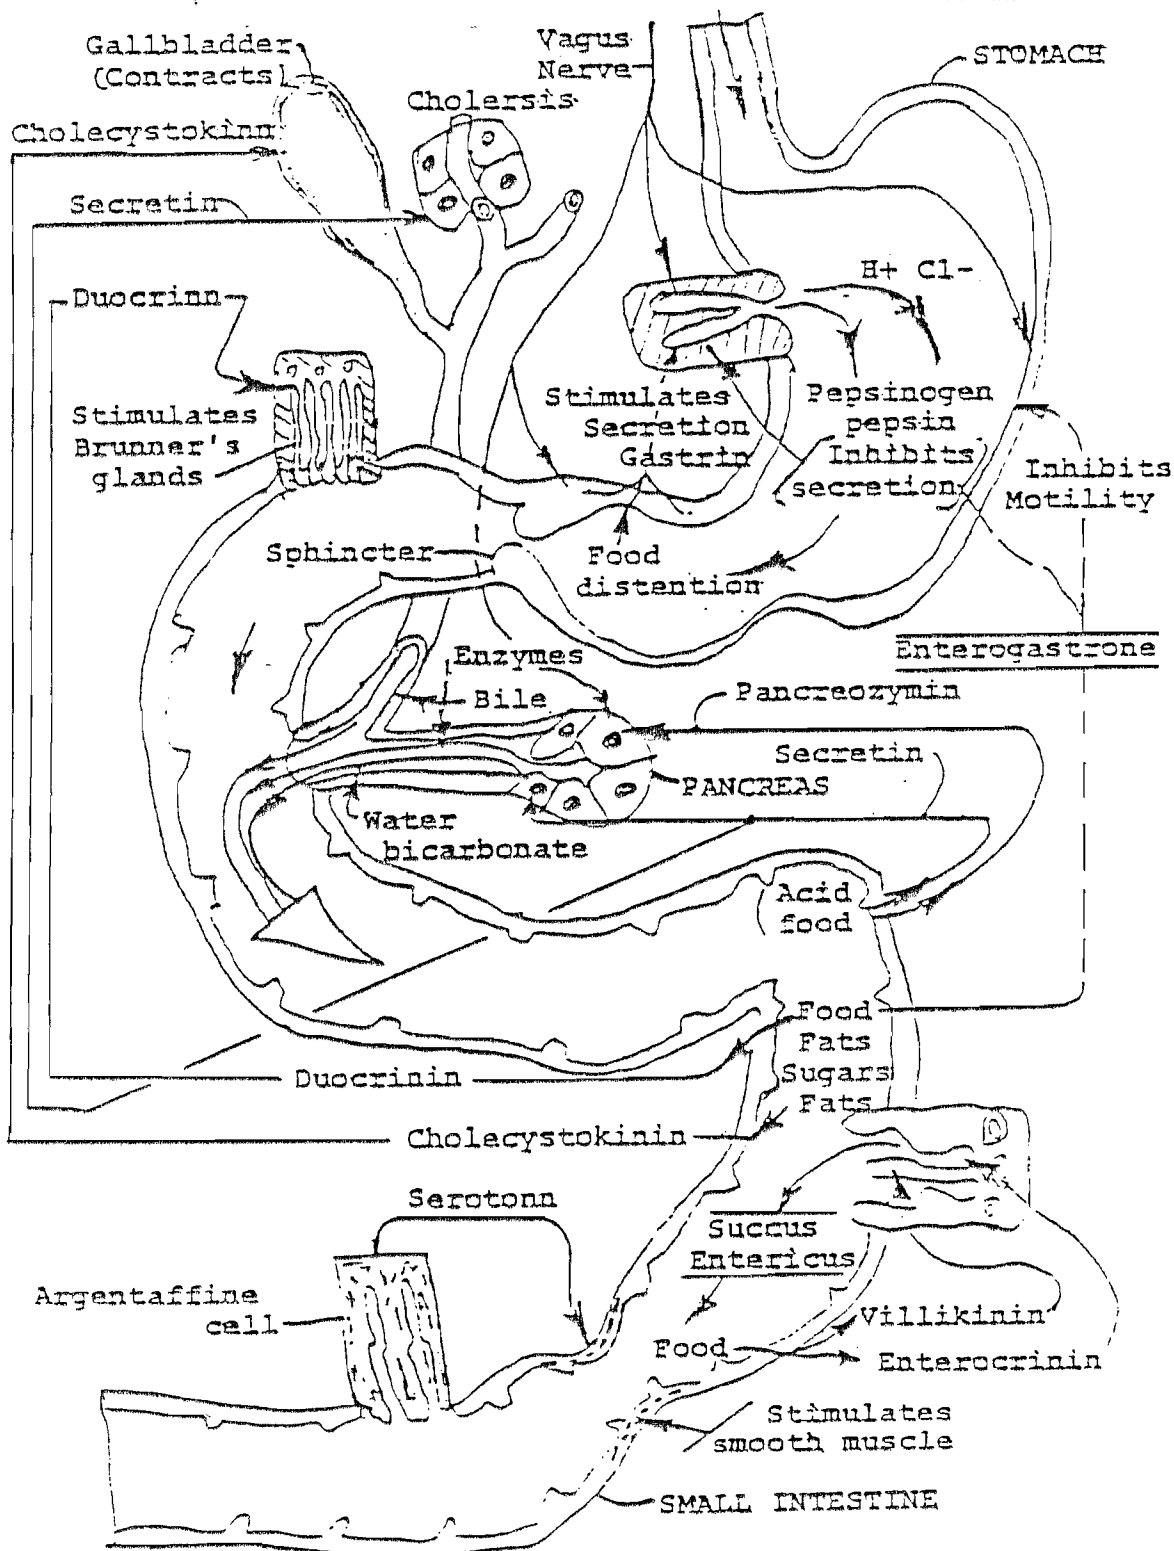 Gallbladder
(Contracts)
Vagus
Nerve
STOMACH
Cholersis
Cholecystokinn
Secretin
H+ Cl-
Duocrinn
Stimulates
Brunner's
glands
Stimulates
Secretion
Gastrin
Pepsinogen
pepsin
Inhibits
secretion
Inhibits
Motility
Sphincter
Food
distention
Enterogastrone
Enzymes
Bile
Pancreozymin
Secretin
PANCREAS
Water
bicarbonate
Acid
food
Food
Fats
Sugars
Fats
Duocrinin
Cholecystokinin
Serotonn
Succus
Entericus
Argentaffine
cell
Villikinin
Food
Enterocrinin
Stimulates
smooth muscle
SMALL INTESTINE